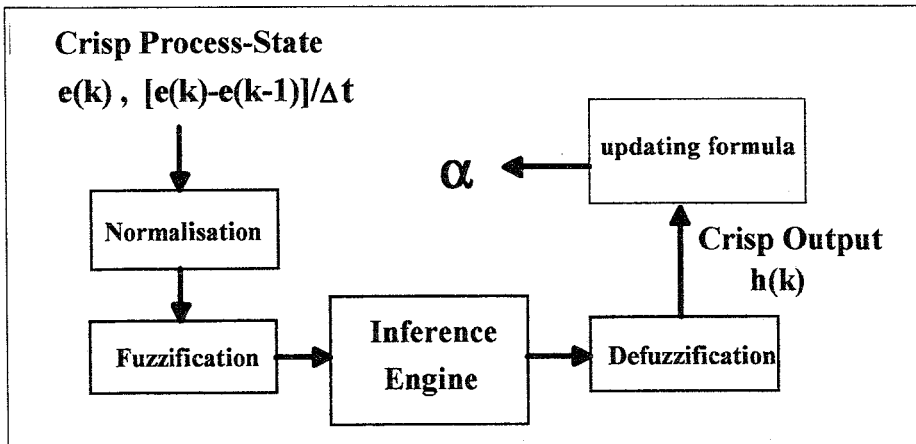 Crisp Process-State
e(k) , [e(k)-e(k-1)]/Δt
Normalisation
Fuzzification
Inference
Engine
Defuzzification
Crisp Output
h(k)
updating formula
α